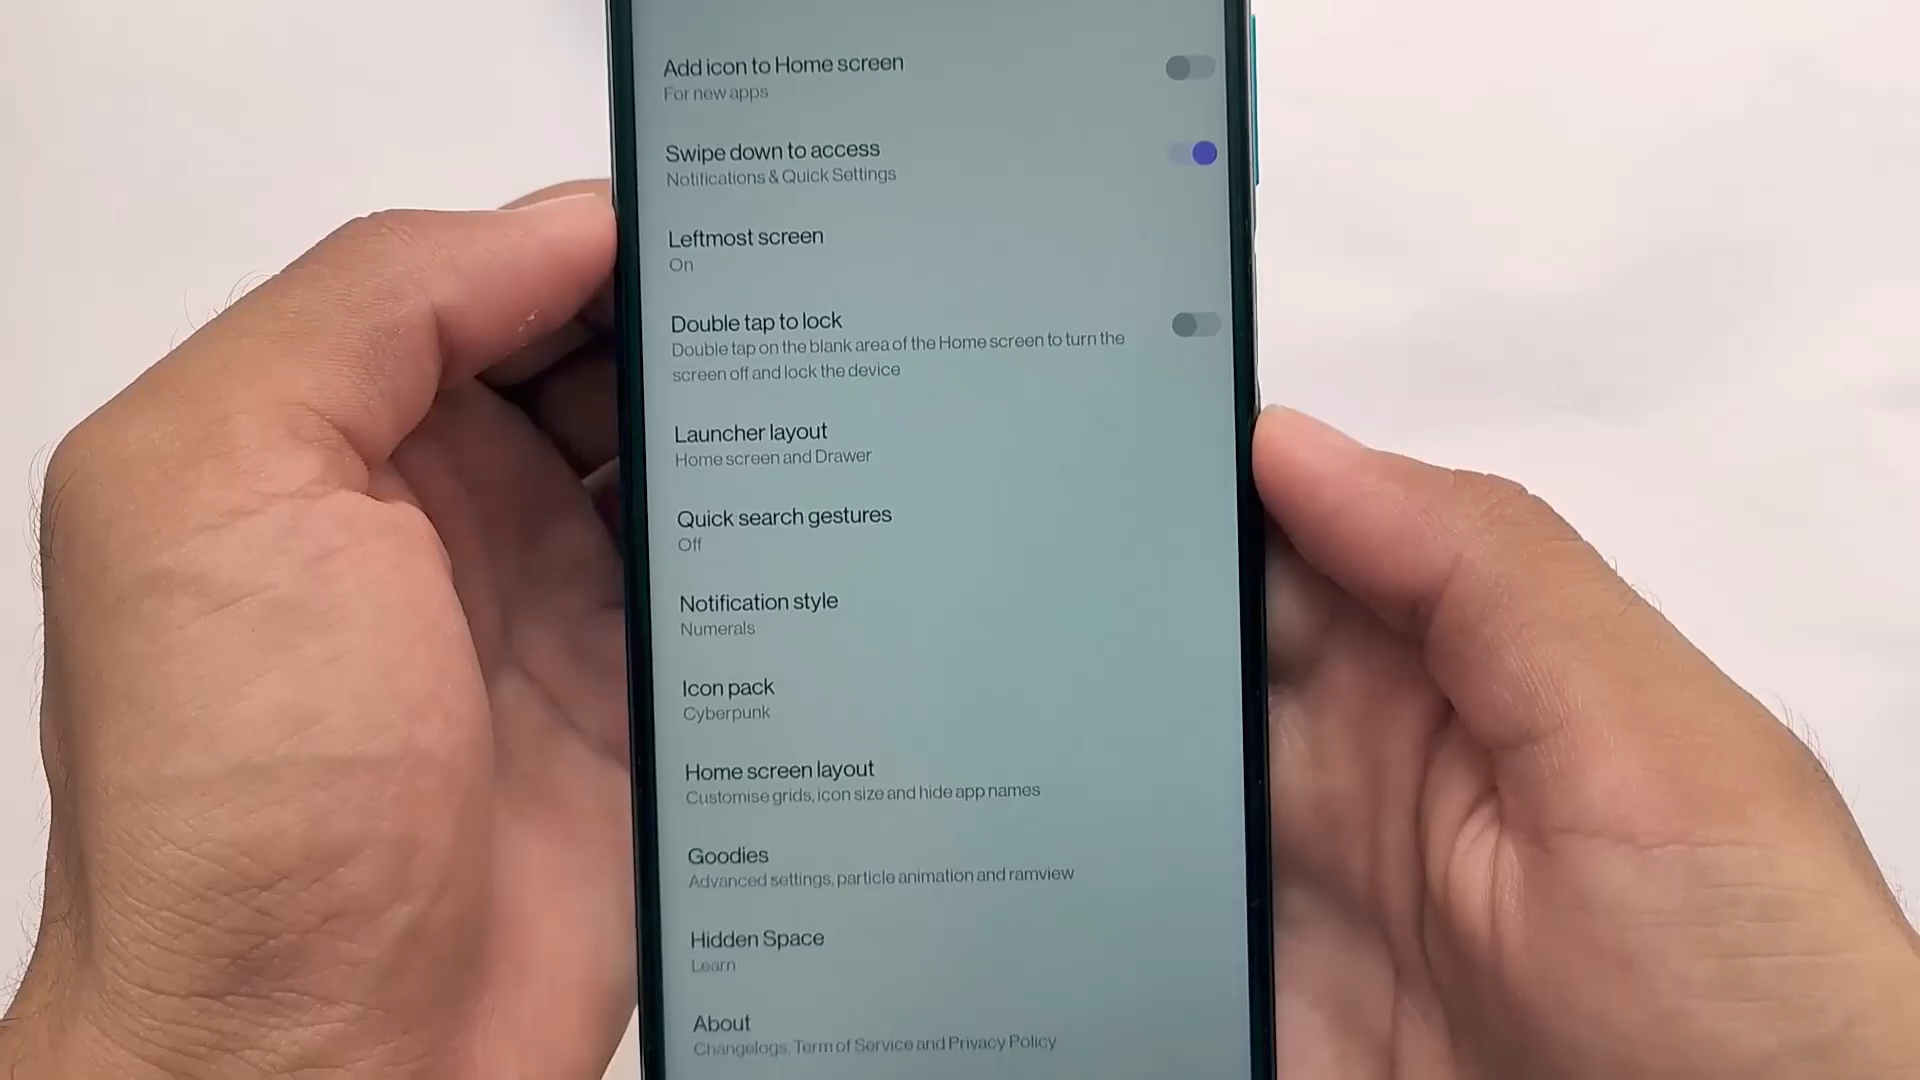 Add icon to Home screen
For new apps
Swipe down to access
Notifications & Quick Settings
Leftmost screen
On
Double tap to lock
Double tap on the blank area of the Home screen to turn the
screen off and lock the device
Launcher layout
Home screen and Drawer
Quick search gestures
Off
Notification style
Numerals
Icon pack
Cyberpunk
Home screen layout
Customise grids, icon size and hide app names
Goodies
Advanced settings, particle animation and ramview
Hidden Space
Learn
About
Changelogs, Term of Service and Privacy Policy